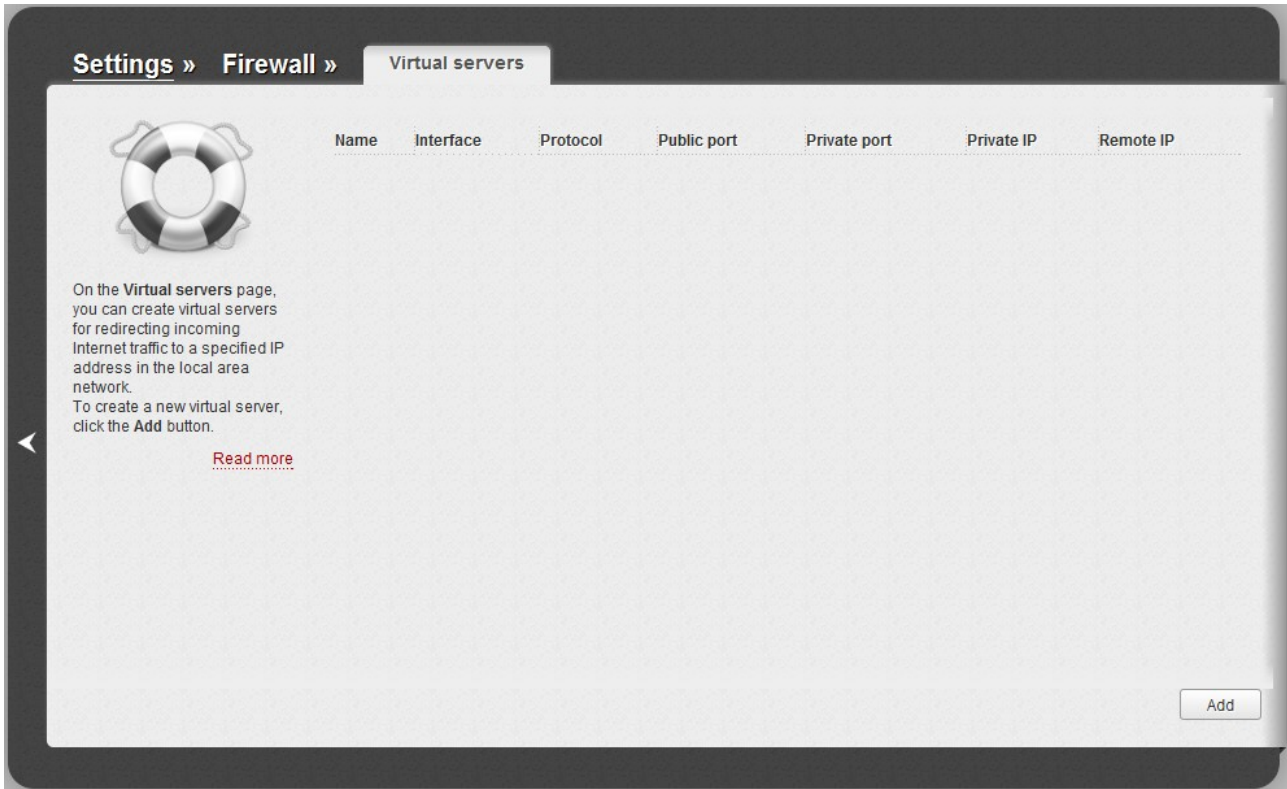 Settings » Firewall » Virtual servers
Name Interface Protocol Public port Private port Private IP Remote IP
On the Virtual servers page,
you can create virtual servers
for redirecting incoming
Internet traffic to a specified IP
address in the local area
network.
To create a new virtual server,
click the Add button.
Read more
Add